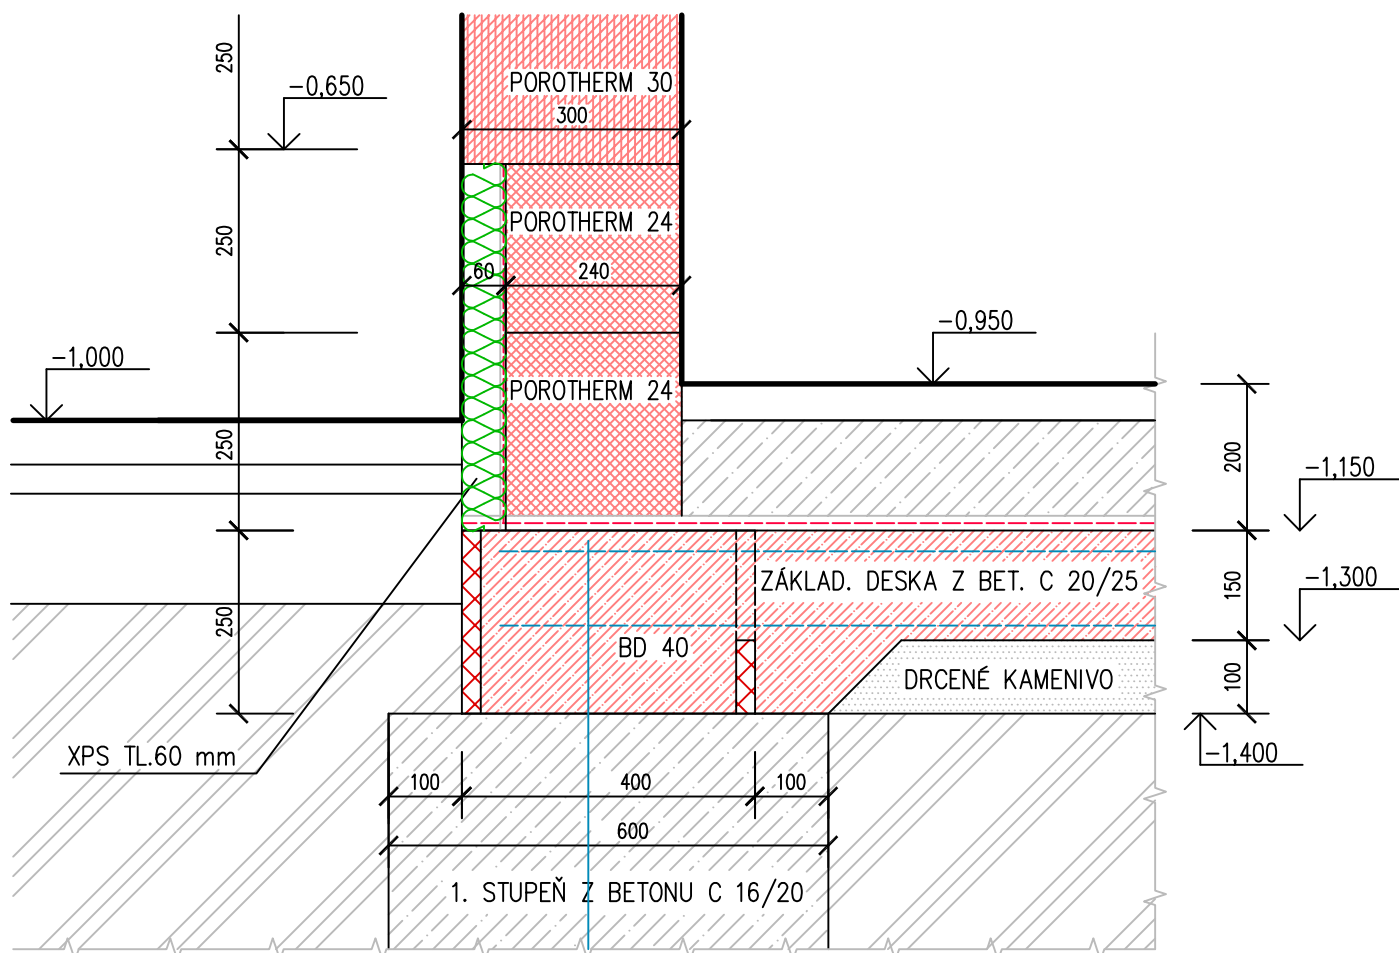 250
-0,650
POROTHERM 30
300
250
POROTHERM 24
60
240
-0,950
-1,000
POROTHERM 24
250
200
-1,150
ZÁKLAD. DESKA Z BET. C 20/25
150
-1,300
250
BD 40
DRCENÉ KAMENIVO
100
XPS TL.60 mm
-1,400
100
400
100
600
1. STUPEŇ Z BETONU C 16/20